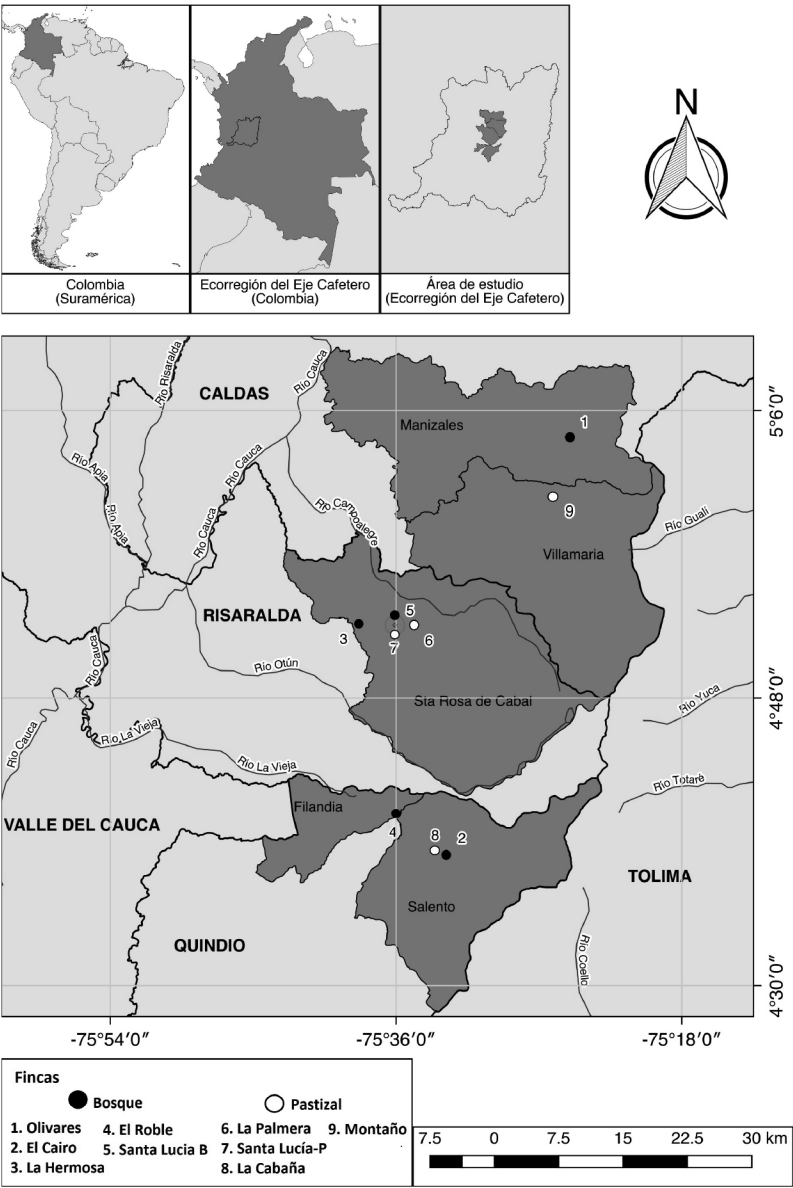 Colombia
(Suramérica)
Ecorregión del Eje Cafetero
(Colombia)
Área de estudio
(Ecorregión del Eje Cafetero)
N
CALDAS
Río Risaralda
Río Cauca
Manizales
1
5°6'0"
Río Apia
Río Cauca
Río Apia
Río Cauca
Rio Campoalegre
9
Río Gualí
Villamaria
RISARALDA
5
3
6
7
Río Cauca
Río Otún
Sta Rosa de Cabal
4°48'0"
Río Yuca
Río Cauca
Río La Vieja
Río La Vieja
Río Totaré
Filandia
VALLE DEL CAUCA
4
8
2
TOLIMA
Salento
QUINDIO
Río Coello
4°30'0"
-75°54'0"
-75°36'0"
-75°18'0"
Fincas
Bosque
Pastizal
1. Olivares
4. El Roble
6. La Palmera
9. Montaño
2. El Cairo
5. Santa Lucia B
7. Santa Lucía-P
3. La Hermosa
8. La Cabaña
7.5 0 7.5 15 22.5 30 km